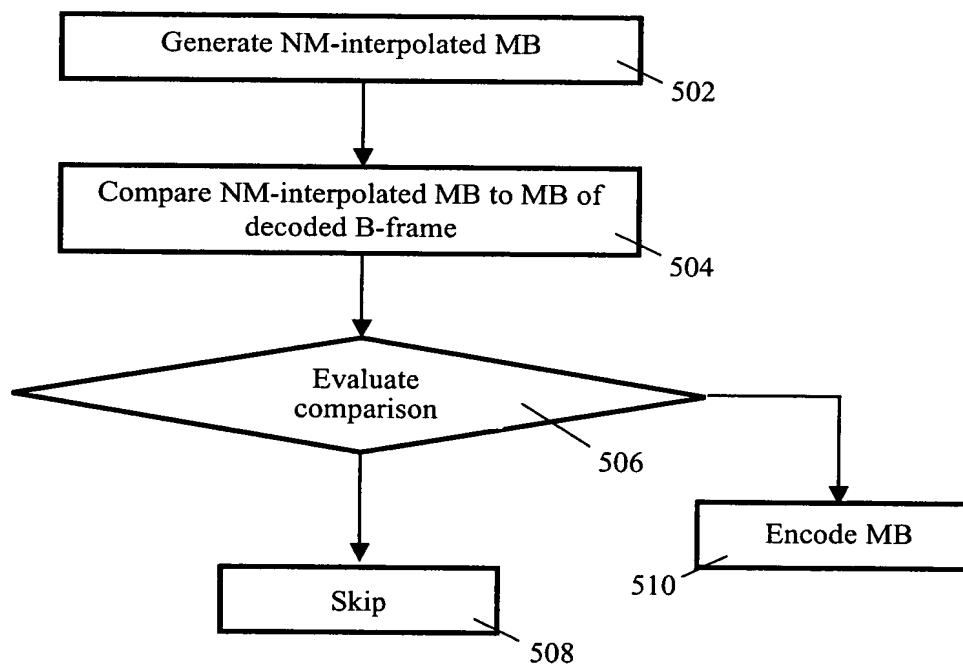 Generate NM-interpolated MB
502
Compare NM-interpolated MB to MB of
decoded B-frame
504
Evaluate
comparison
506
Encode MB
510
Skip
508